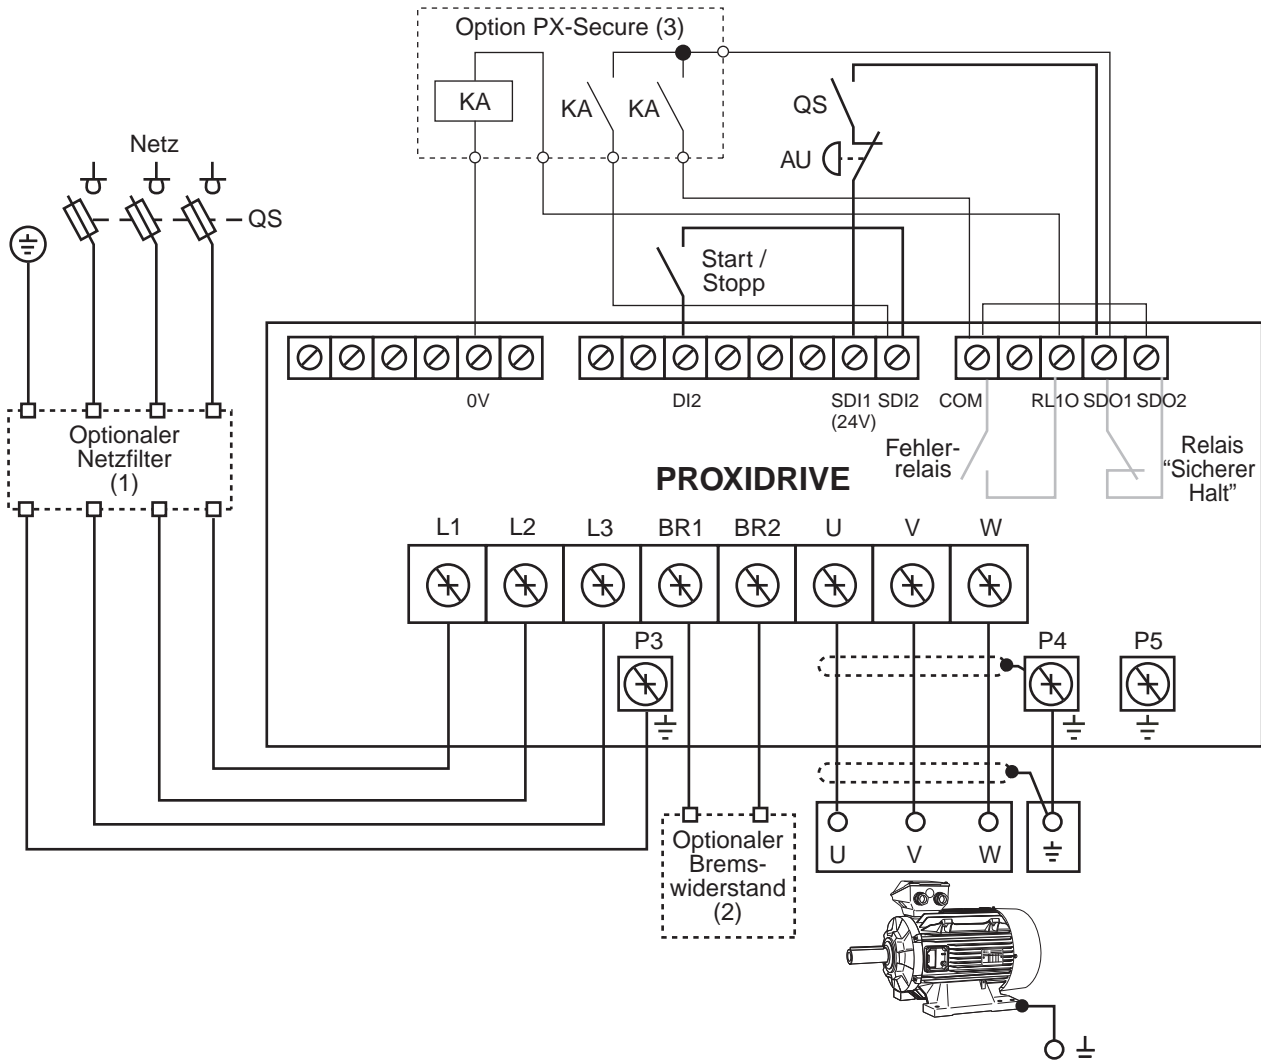 Option PX-Secure (3)
KA
KA
KA
QS
AU
Netz
QS
Start /
Stopp
0V
DI2
SDI1
(24V)
SDI2
COM
RL1O
SDO1
SDO2
Optionaler
Netzfilter
(1)
Fehler-
relais
Relais
“Sicherer
Halt”
PROXIDRIVE
L1
L2
L3
BR1
BR2
U
V
W
P3
P4
P5
Optionaler
Brems-
widerstand
(2)
U
V
W